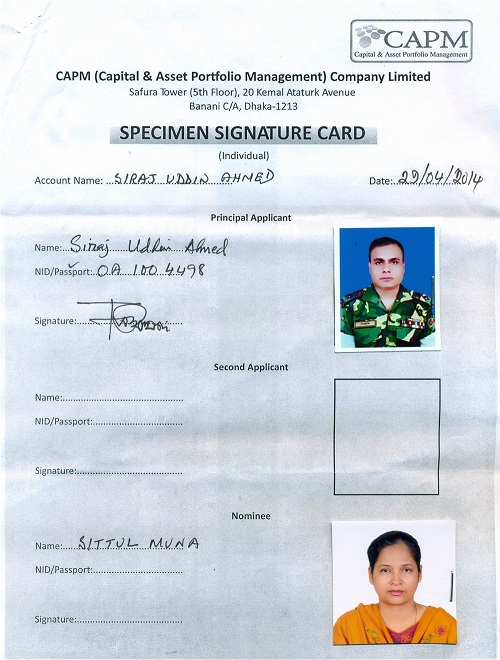 CAPM
Capital & Asset Portfolio Management
CAPM (Capital & Asset Portfolio Management) Company Limited
Safura Tower (5th Floor), 20 Kemal Ataturk Avenue
Banani C/A, Dhaka-1213
SPECIMEN SIGNATURE CARD
(Individual)
Account Name: SIRAJ UDDIN AHMED Date: 22/04/2014
Principal Applicant
Name: Siraj Uddin Ahmed
NID/Passport: OA 100 4498
Signature:
Second Applicant
Name:
NID/Passport:
Signature:
Nominee
Name: SITTUL MUNA
NID/Passport:
Signature: